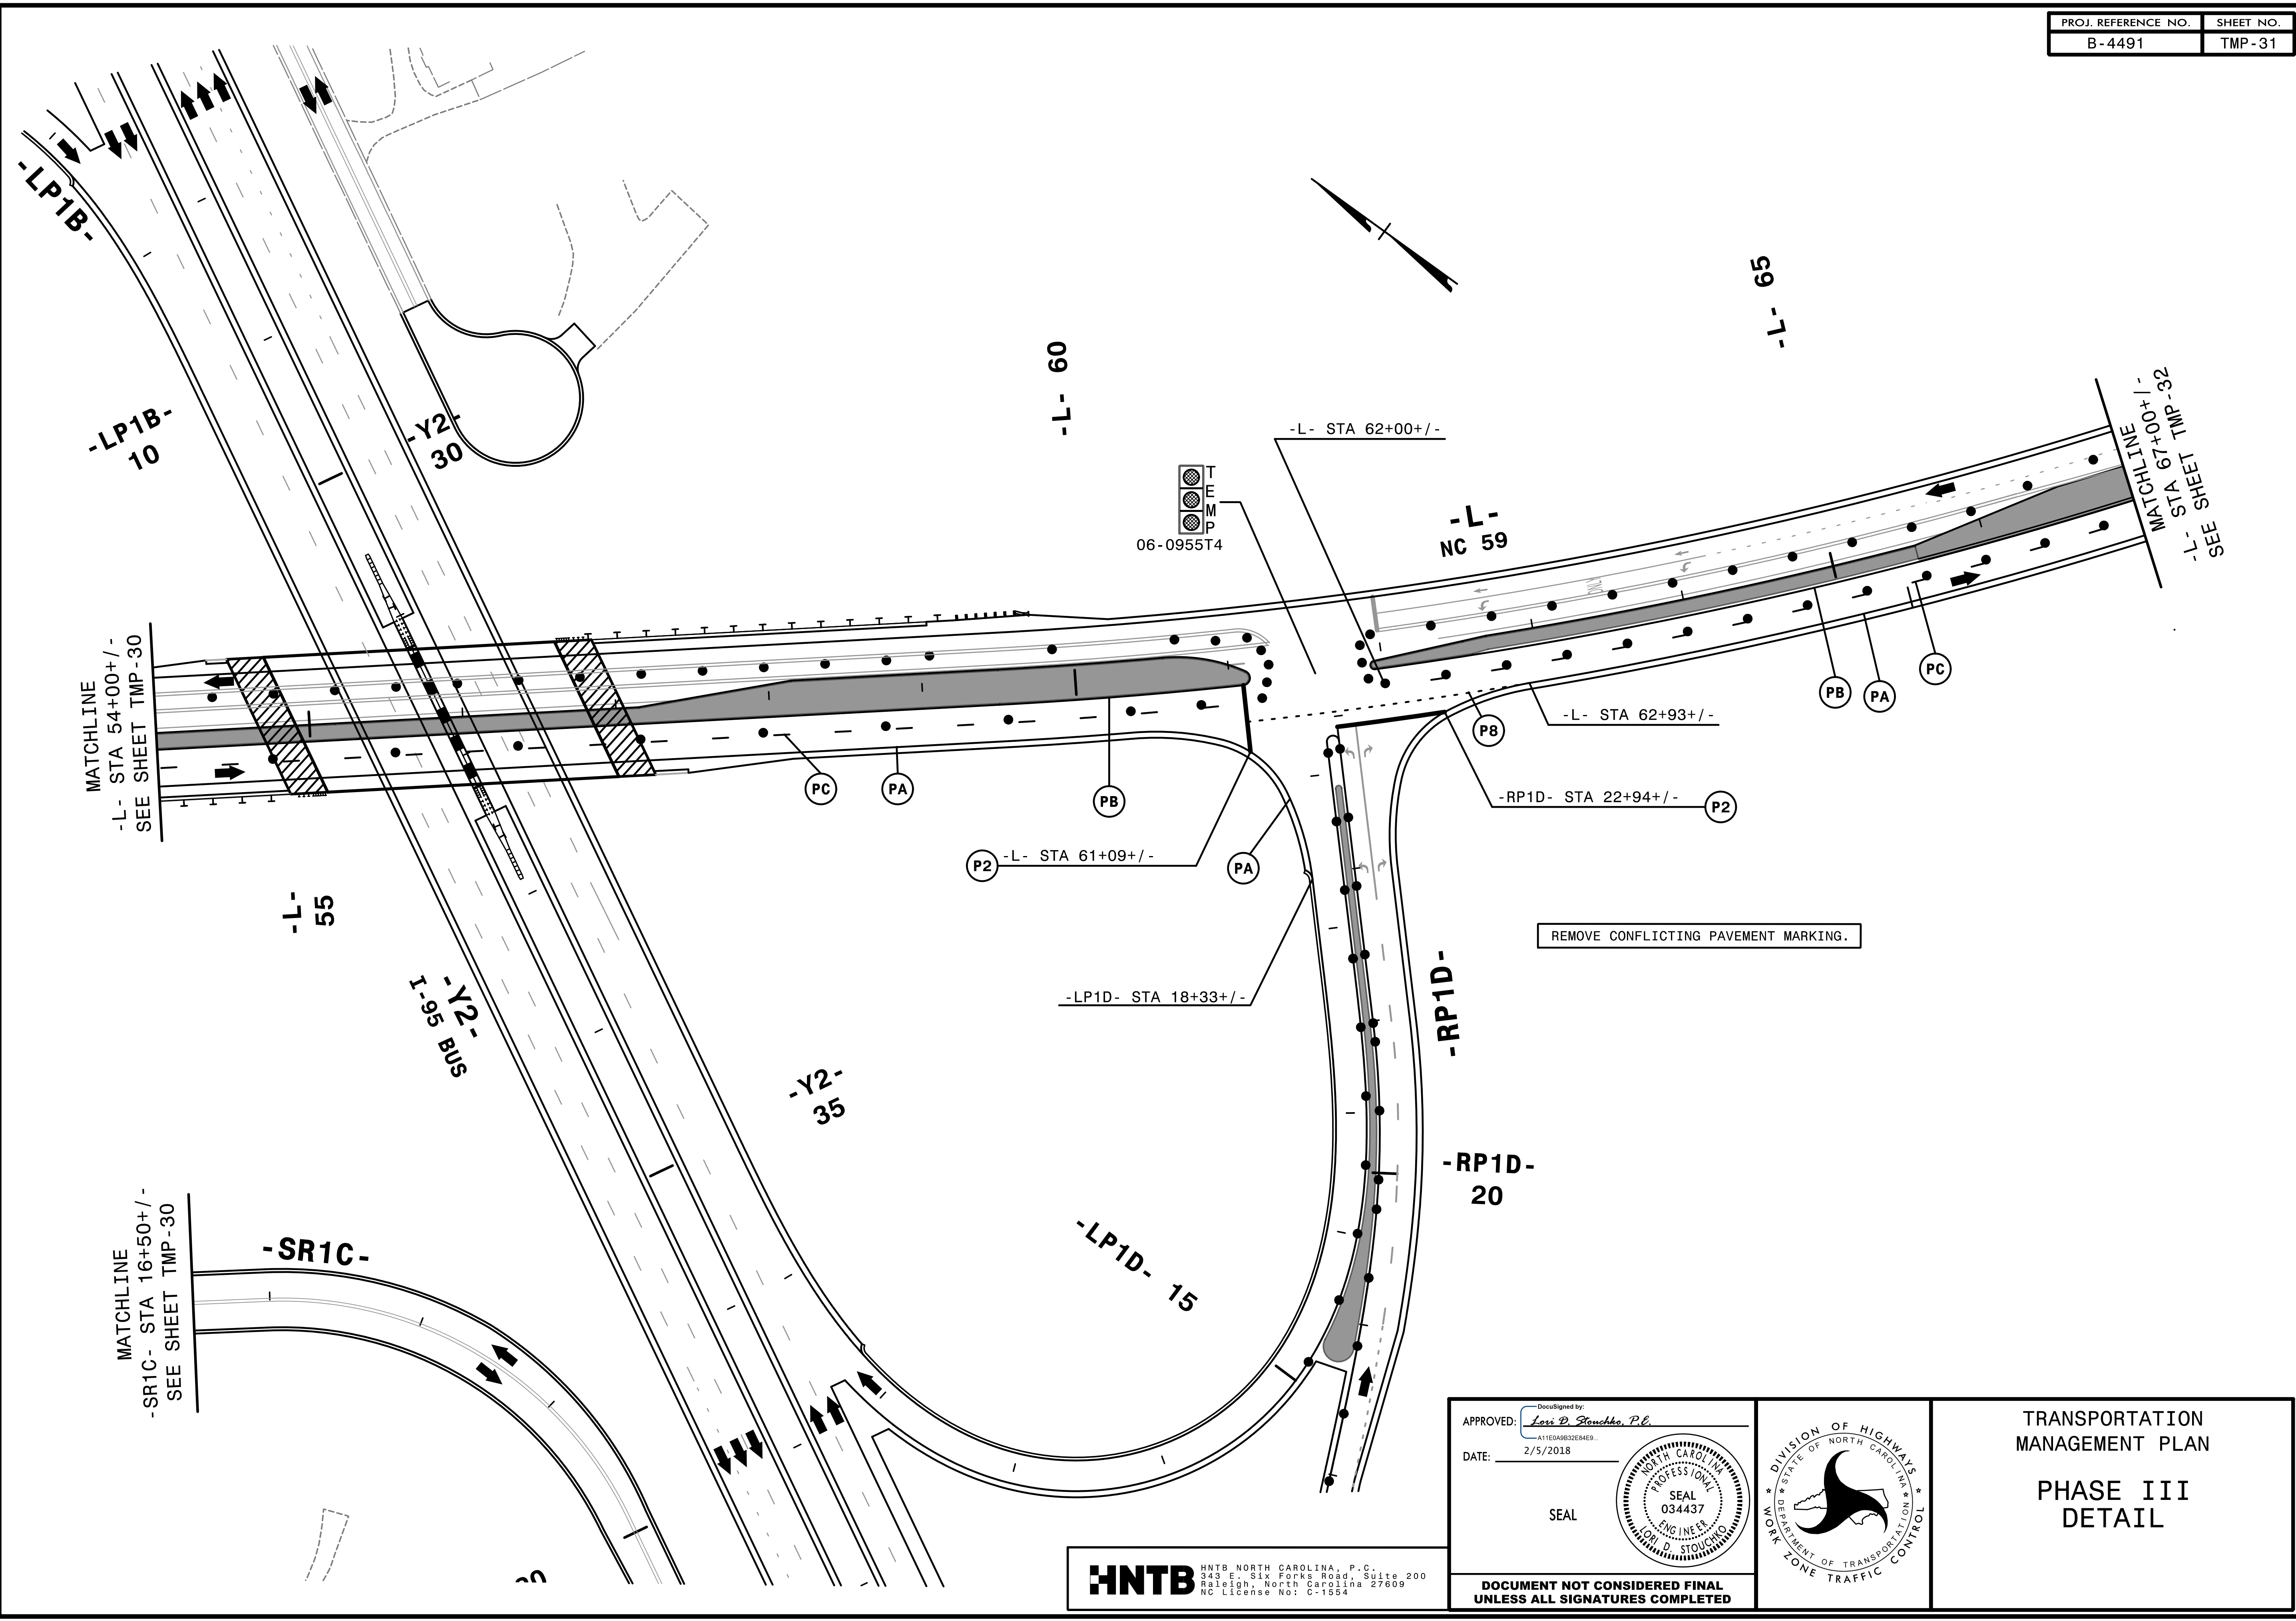 PROJ. REFERENCE NO.
SHEET NO.
B-4491
TMP-31
-LP1B-
-LP1B-
10
-Y2-
30
-L- 60
-L- 65
-L- STA 62+00+/-
TEMP
06-0955T4
-L-
NC 59
MATCHLINE
-L- STA 67+00+/-
SEE SHEET TMP-32
MATCHLINE
-L- STA 54+00+/-
SEE SHEET TMP-30
PB
PA
PC
-L- STA 62+93+/-
P8
PC
PA
PB
-RP1D- STA 22+94+/-
P2
P2
-L- STA 61+09+/-
PA
-L-
55
REMOVE CONFLICTING PAVEMENT MARKING.
-LP1D- STA 18+33+/-
-RP1D-
-Y2-
I-95 BUS
-Y2-
35
-RP1D-
20
-LP1D- 15
MATCHLINE
-SR1C- STA 16+50+/-
SEE SHEET TMP-30
-SR1C-
HNTB
HNTB NORTH CAROLINA, P.C.
343 E. Six Forks Road, Suite 200
Raleigh, North Carolina 27609
NC License No: C-1554
DocuSigned by:
APPROVED: Lori D. Stouchko, P.E.
A11E0A9B32E84E9...
DATE: 2/5/2018
SEAL
NORTH CAROLINA
PROFESSIONAL
SEAL
034437
ENGINEER
LORI D. STOUCHKO
DOCUMENT NOT CONSIDERED FINAL
UNLESS ALL SIGNATURES COMPLETED
DIVISION OF HIGHWAYS
STATE OF NORTH CAROLINA
DEPARTMENT OF TRANSPORTATION
WORK ZONE TRAFFIC CONTROL
TRANSPORTATION
MANAGEMENT PLAN
PHASE III
DETAIL